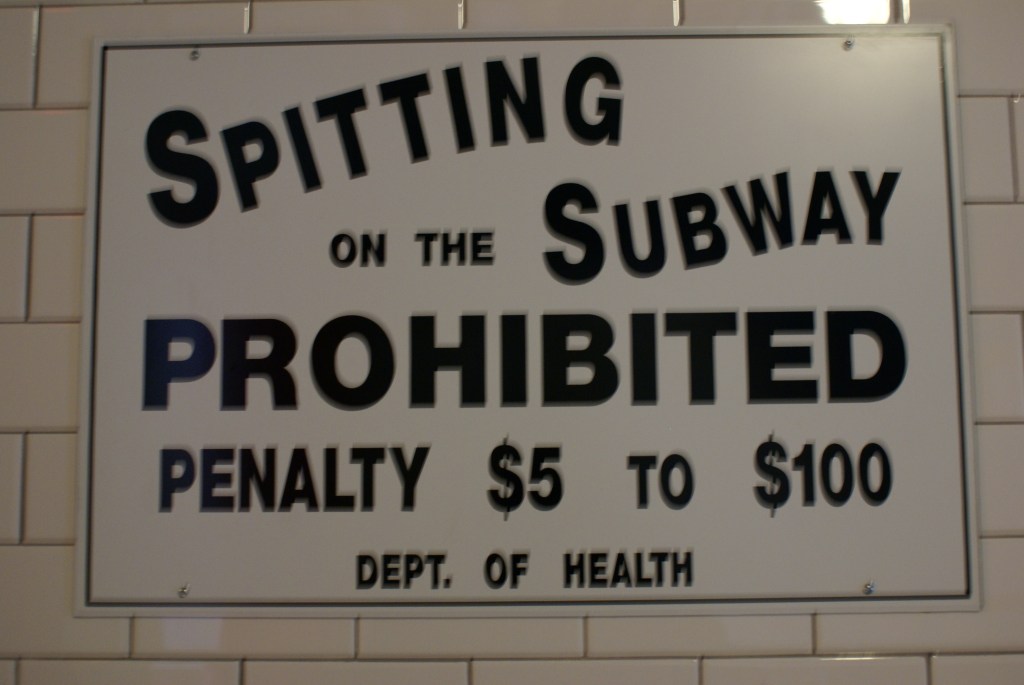 SPITTING
ON THE SUBWAY
PROHIBITED
PENALTY $5 TO $100
DEPT. OF HEALTH